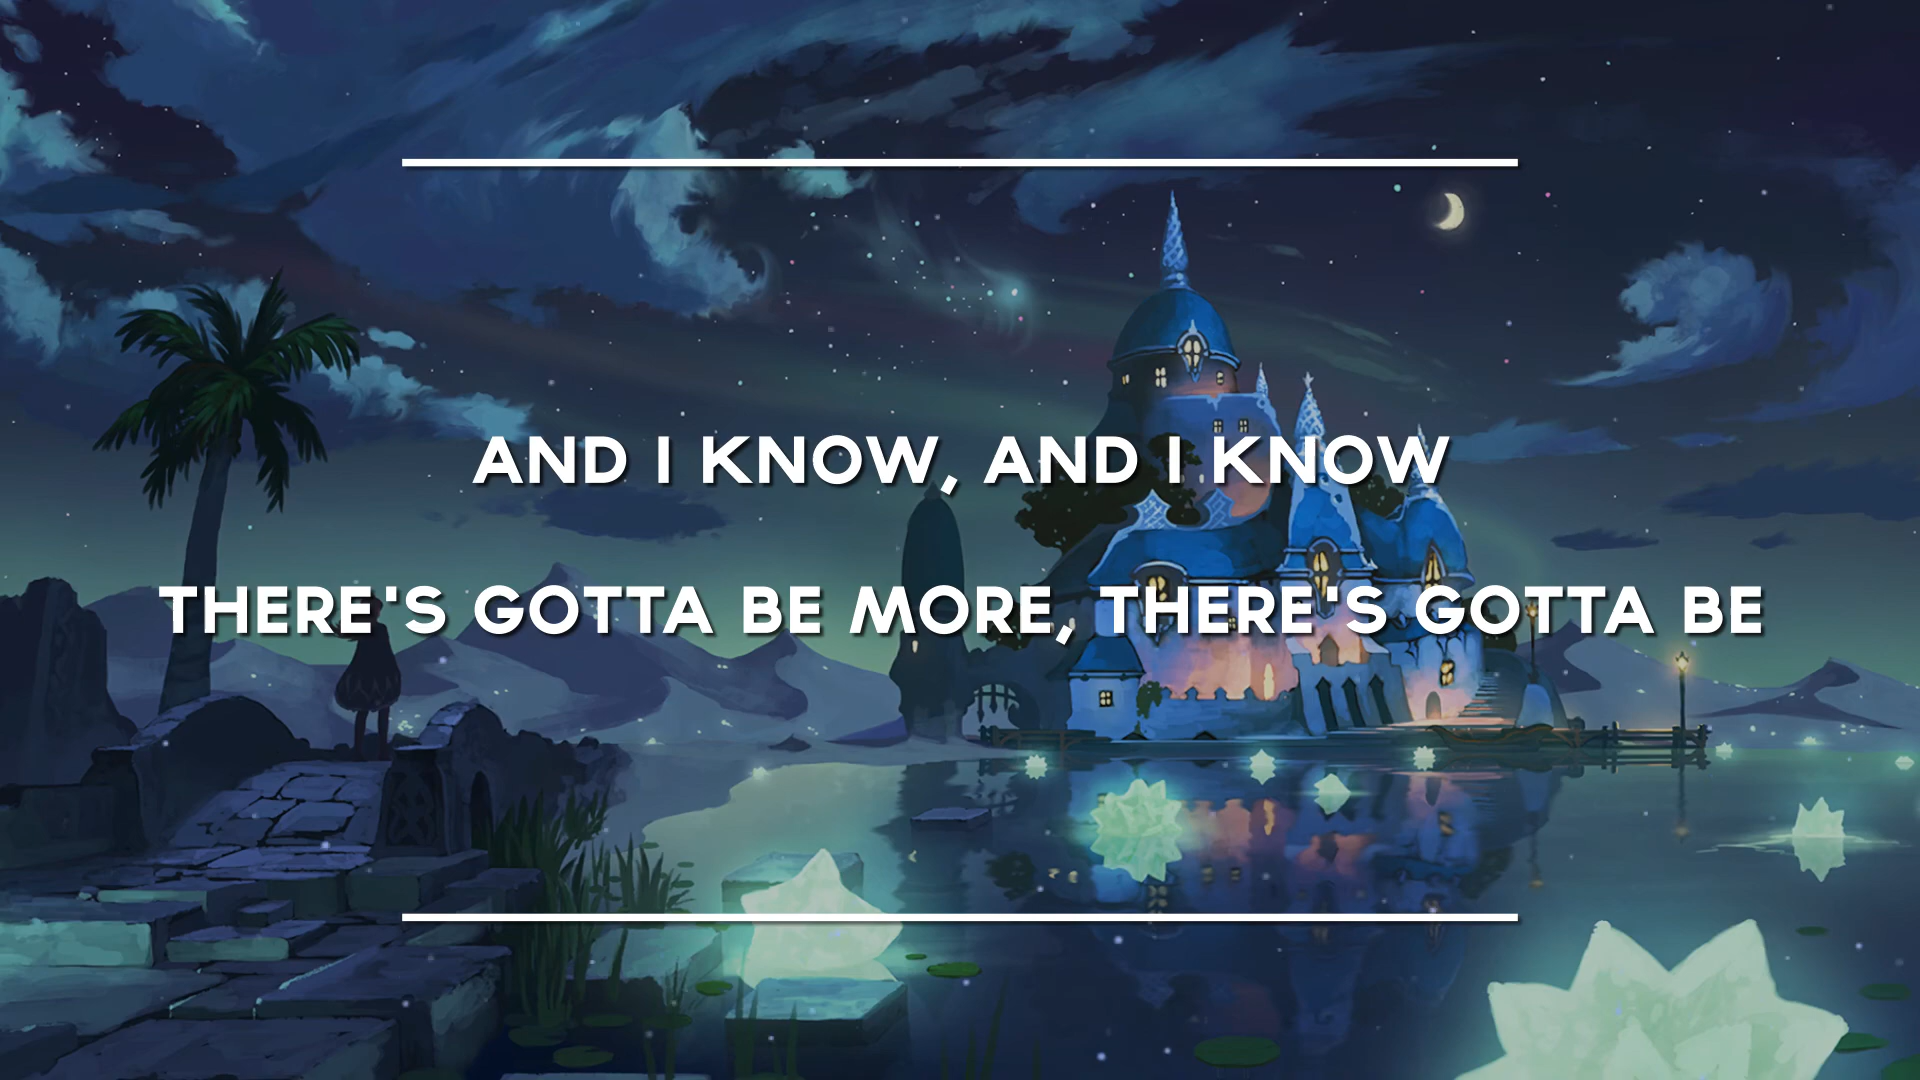 AND I KNOW, AND I KNOW
THERE'S GOTTA BE MORE, THERE'S GOTTA BE